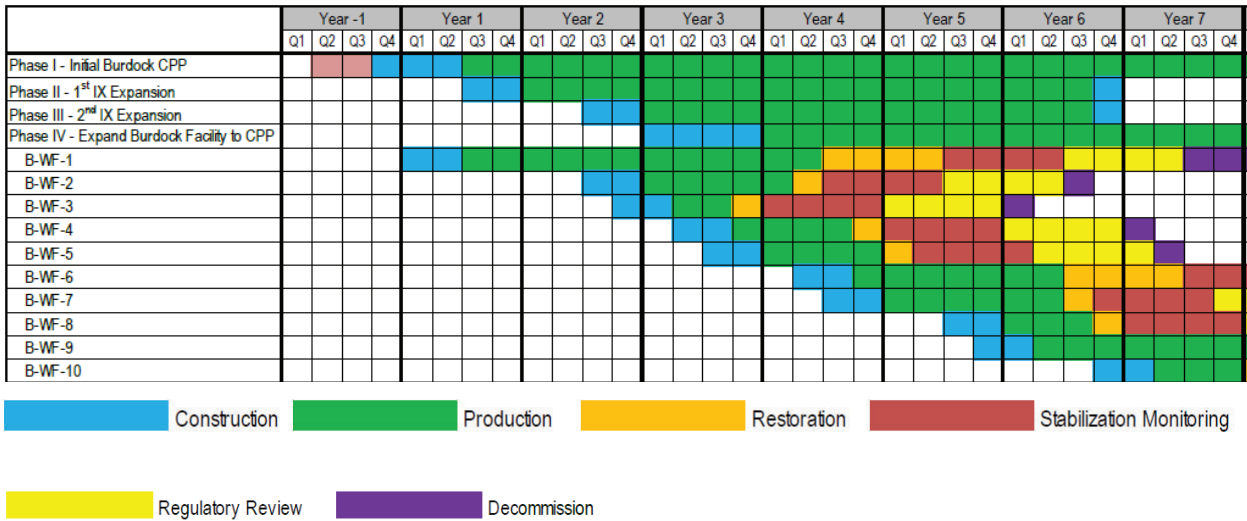 Year -1 Year 1 Year 2 Year 3 Year 4 Year 5 Year 6 Year 7
Q1 Q2 Q3 Q4 Q1 Q2 Q3 Q4 Q1 Q2 Q3 Q4 Q1 Q2 Q3 Q4 Q1 Q2 Q3 Q4 Q1 Q2 Q3 Q4 Q1 Q2 Q3 Q4 Q1 Q2 Q3 Q4
Phase I - Initial Burdock CPP
Phase II - 1st IX Expansion
Phase III - 2nd IX Expansion
Phase IV - Expand Burdock Facility to CPP
B-WF-1
B-WF-2
B-WF-3
B-WF-4
B-WF-5
B-WF-6
B-WF-7
B-WF-8
B-WF-9
B-WF-10
Construction Production Restoration Stabilization Monitoring
Regulatory Review Decommission